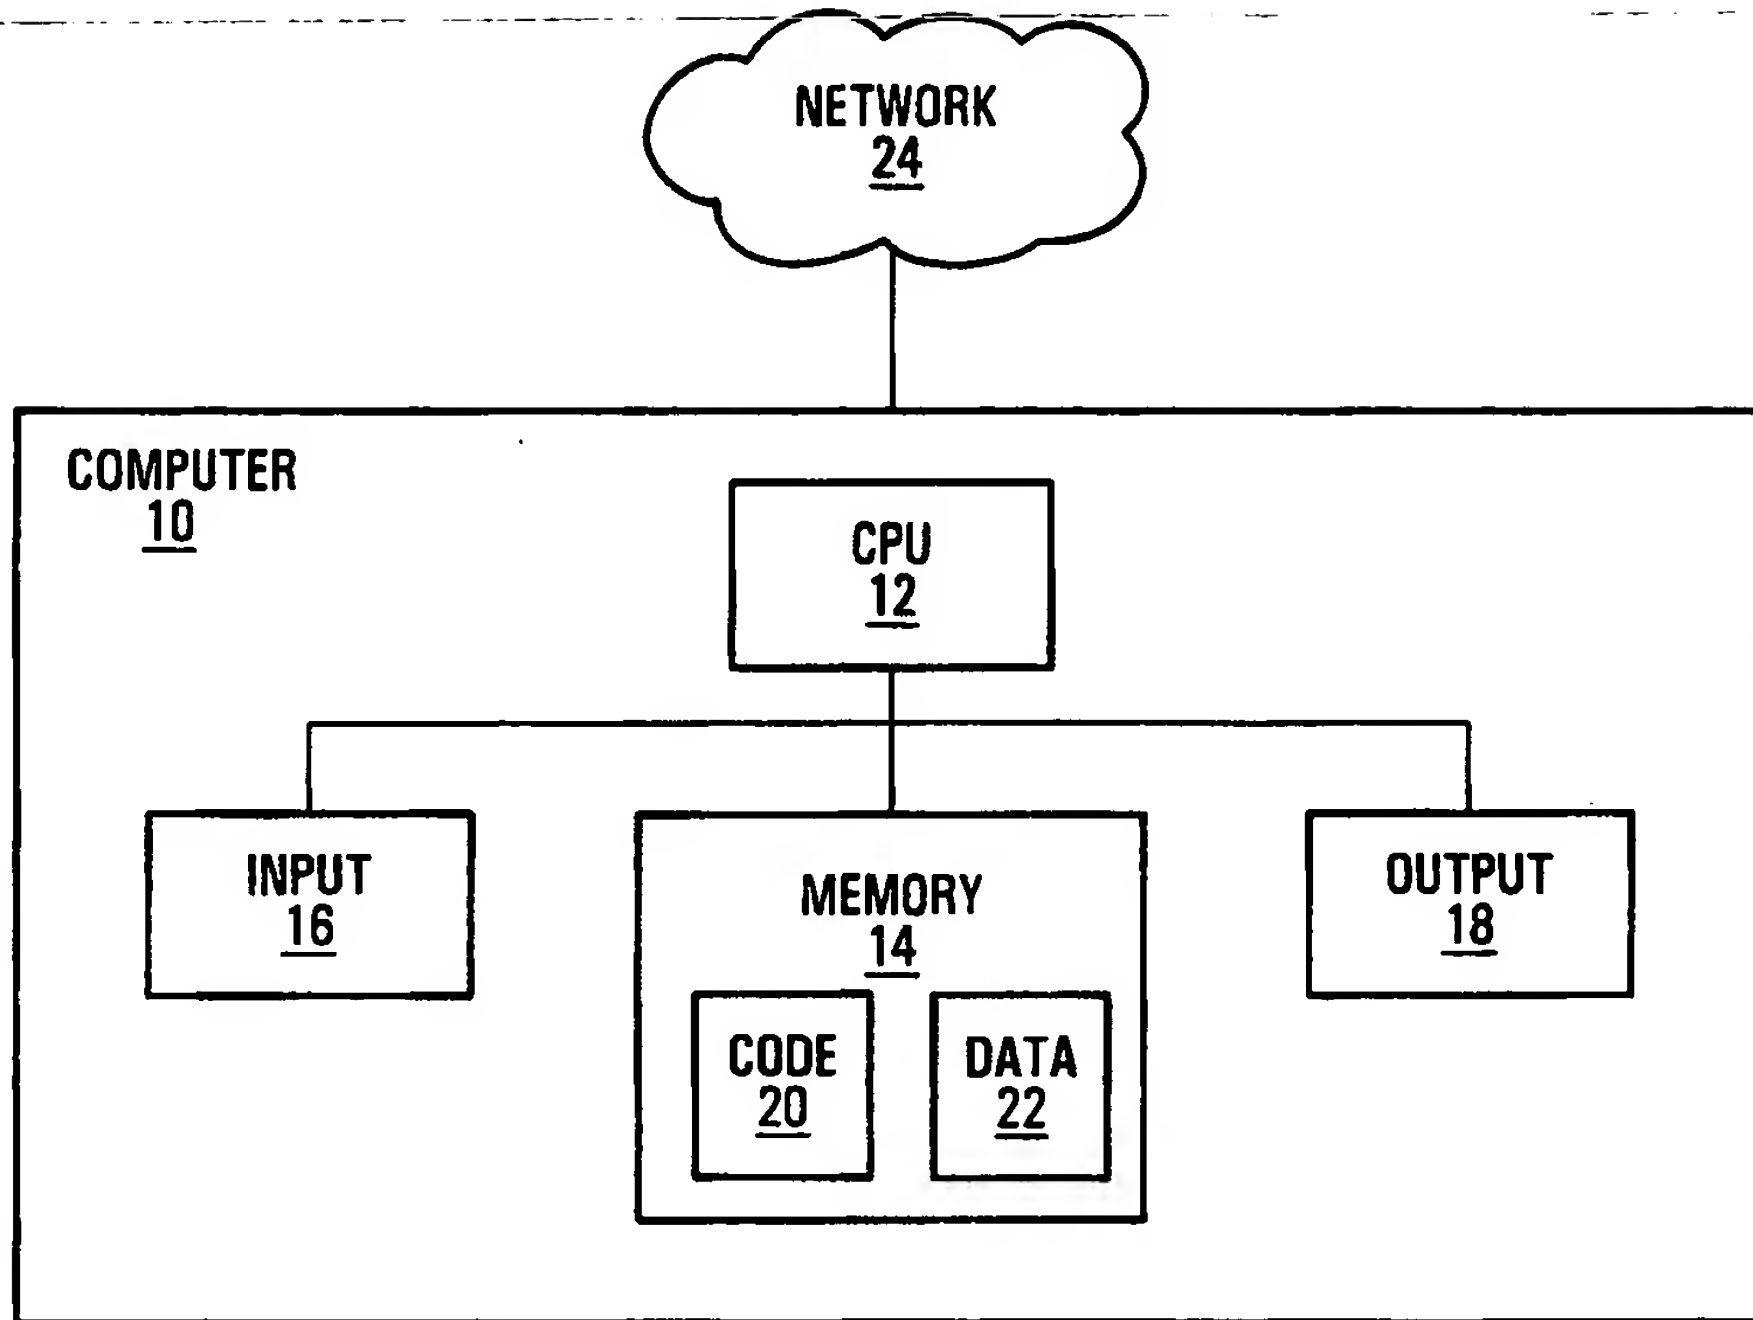 NETWORK
24
COMPUTER
10
CPU
12
INPUT
16
MEMORY
14
OUTPUT
18
CODE
20
DATA
22